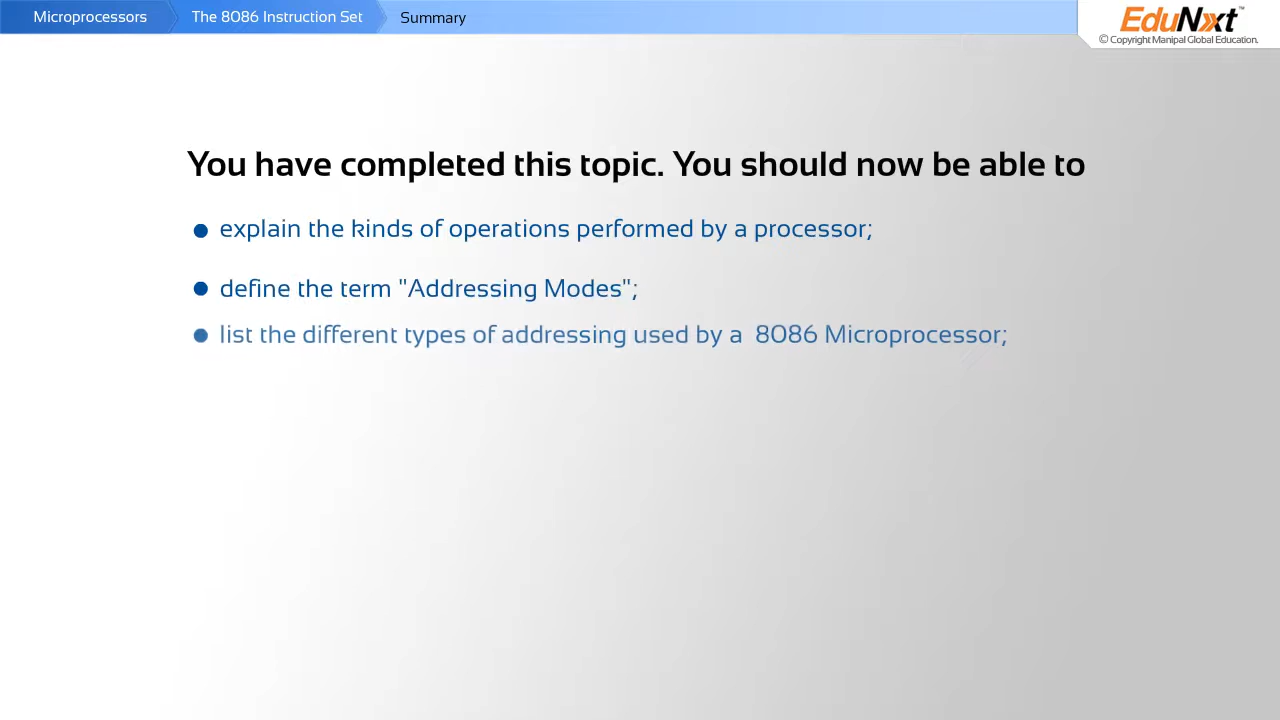 Microprocessors The 8086 Instruction Set Summary
EduNxt™
© Copyright Manipal Global Education.
You have completed this topic. You should now be able to
● explain the kinds of operations performed by a processor;
● define the term "Addressing Modes";
● list the different types of addressing used by a 8086 Microprocessor;